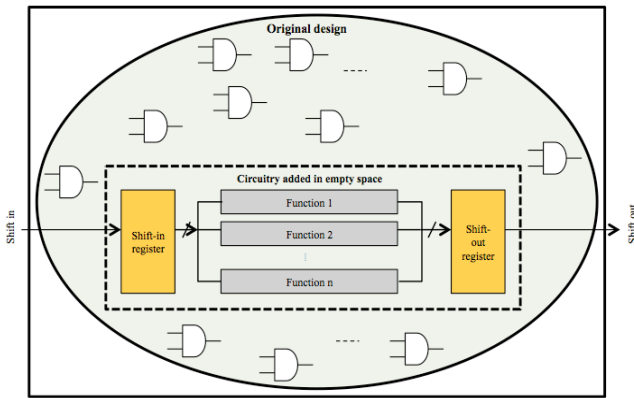 Original design
Circuitry added in empty space
Shift in
Shift-in
register
Function 1
Function 2
Function n
Shift-
out
register
Shift out